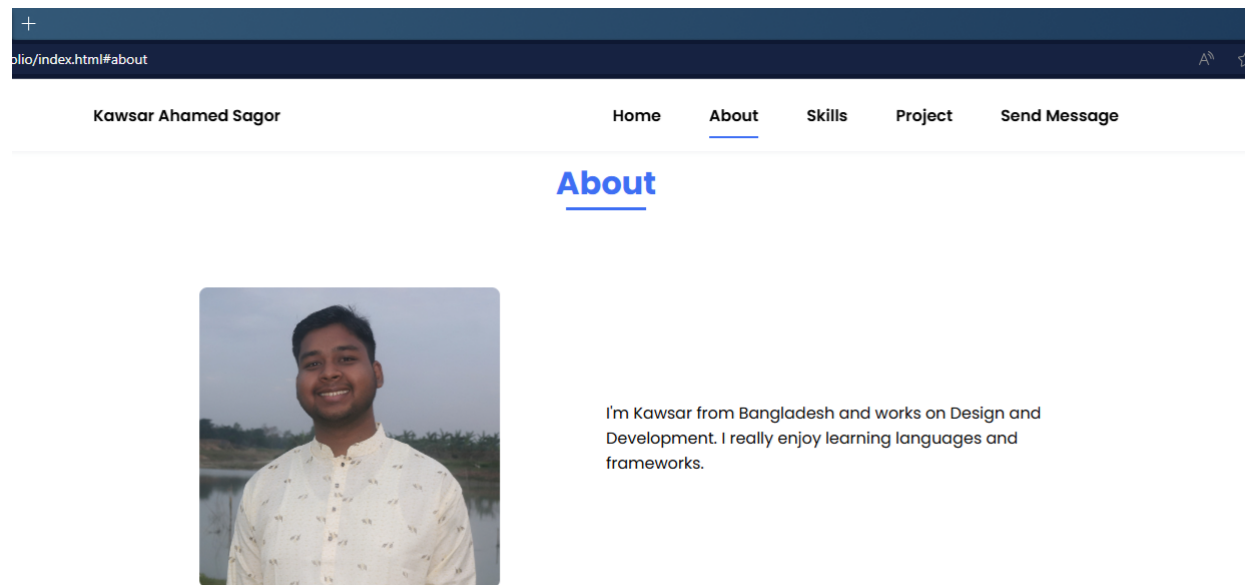 olio/index.html#about
Kawsar Ahamed Sagor Home About Skills Project Send Message
About
I'm Kawsar from Bangladesh and works on Design and
Development. I really enjoy learning languages and
frameworks.